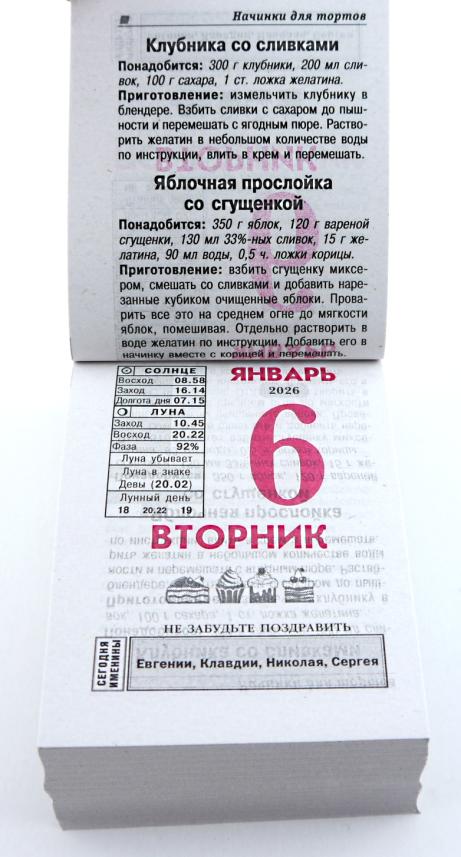 Начинки для тортов
Клубника со сливками
Понадобится: 300 г клубники, 200 мл сли-
вок, 100 г сахара, 1 ст. ложка желатина.
Приготовление: измельчить клубнику в
блендере. Взбить сливки с сахаром до пыш-
ности и перемешать с ягодным пюре. Раство-
рить желатин в небольшом количестве воды
по инструкции, влить в крем и перемешать.
Яблочная прослойка
со сгущенкой
Понадобится: 350 г яблок, 120 г вареной
сгущенки, 130 мл 33%-ных сливок, 15 г же-
латина, 90 мл воды, 0,5 ч. ложки корицы.
Приготовление: взбить сгущенку миксе-
ром, смешать со сливками и добавить наре-
занные кубиком очищенные яблоки. Прова-
рить все это на среднем огне до мягкости
яблок, помешивая. Отдельно растворить в
воде желатин по инструкции. Добавить его в
начинку вместе с корицей и перемешать.
СОЛНЦЕ
Восход 08.58
Заход 16.14
Долгота дня 07.15
ЛУНА
Заход 10.45
Восход 20.22
Фаза 92%
Луна убывает
Луна в знаке
Девы (20.02)
Лунный день
18 20.22 19
ЯНВАРЬ
2026
6
ВТОРНИК
НЕ ЗАБУДЬТЕ ПОЗДРАВИТЬ
СЕГОДНЯ
ИМЕНИНЫ
Евгении, Клавдии, Николая, Сергея